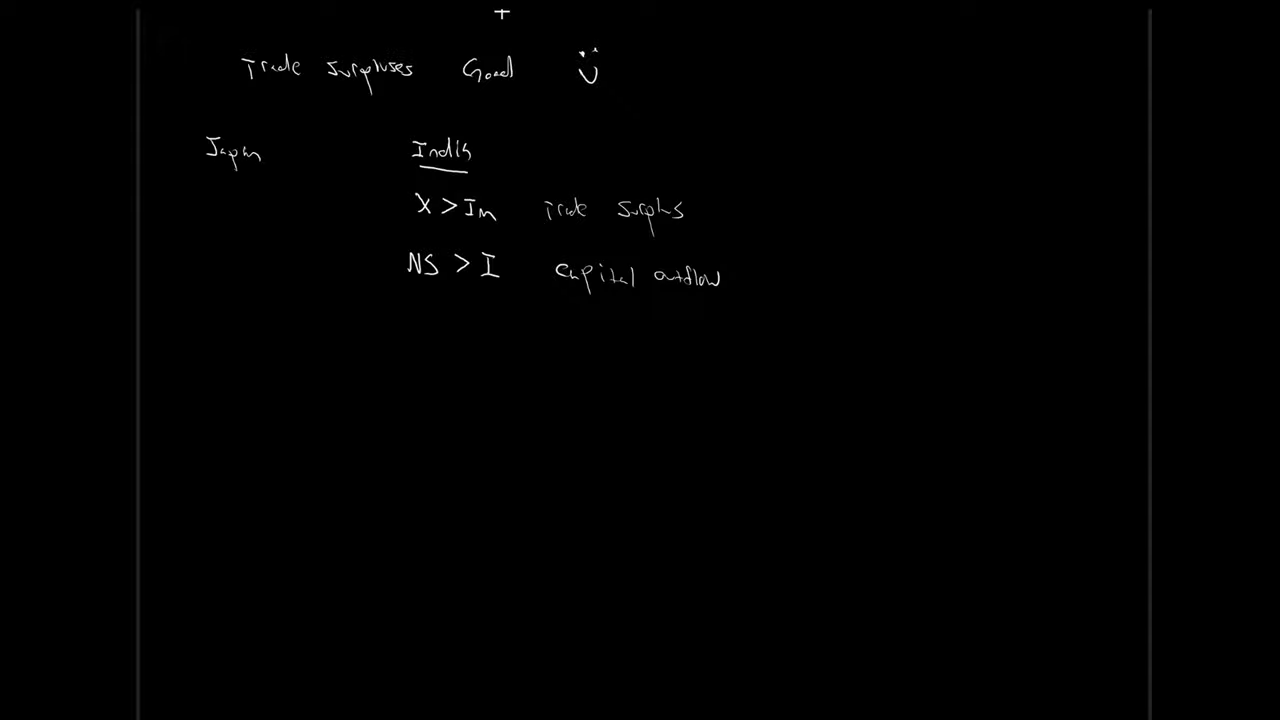 +
Trade Surpluses Good
Japan India
X > Im Trade Surplus
NS > I capital outflow